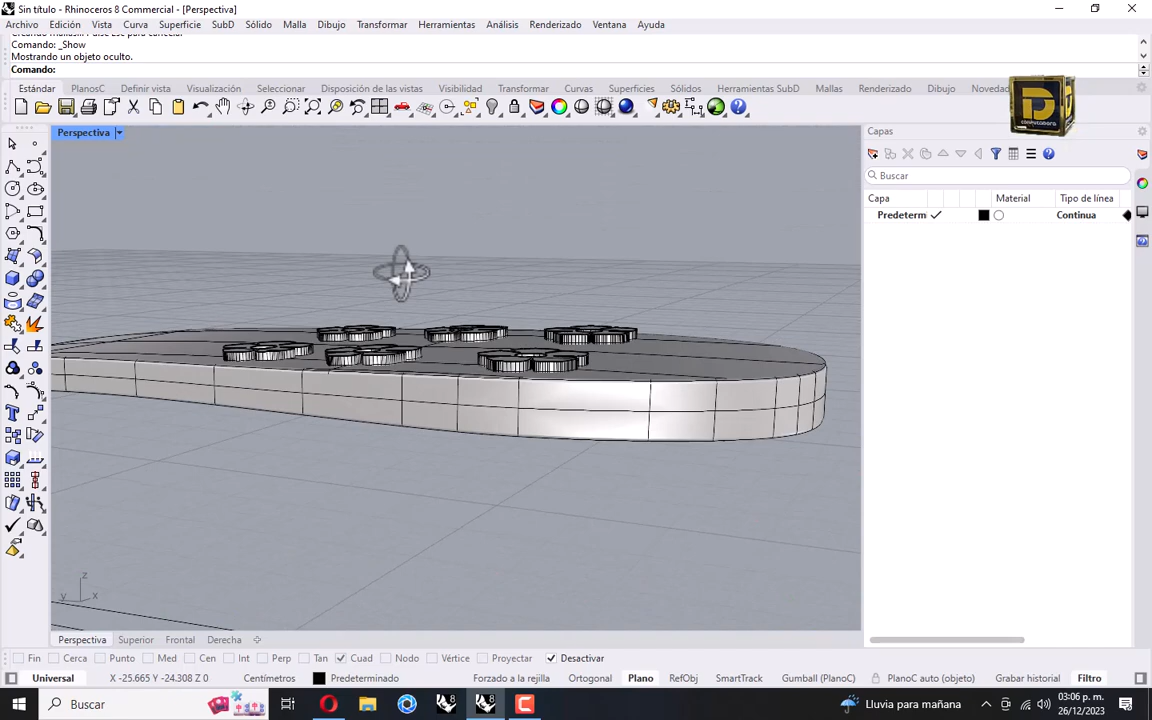 Sin título - Rhinoceros 8 Commercial - [Perspectiva]
Archivo Edición Vista Curva Superficie SubD Sólido Malla Dibujo Transformar Herramientas Análisis Renderizado Ventana Ayuda
Comando: _Show
Mostrando un objeto oculto.
Comando:
Estándar PlanosC Definir vista Visualización Seleccionar Disposición de las vistas Visibilidad Transformar Curvas Superficies Sólidos Herramientas SubD Mallas Renderizado Dibujo Novedad
Perspectiva
Capas
Buscar
Capa Material Tipo de línea
Predeterm Continua
z
y x
Perspectiva Superior Frontal Derecha
Fin Cerca Punto Med Cen Int Perp Tan Cuad Nodo Vértice Proyectar Desactivar
Universal X -25.665 Y -24.308 Z 0 Centímetros Predeterminado Forzado a la rejilla Ortogonal Plano RefObj SmartTrack Gumball (PlanoC) PlanoC auto (objeto) Grabar historial Filtro
Buscar
Lluvia para mañana
03:06 p. m.
26/12/2023